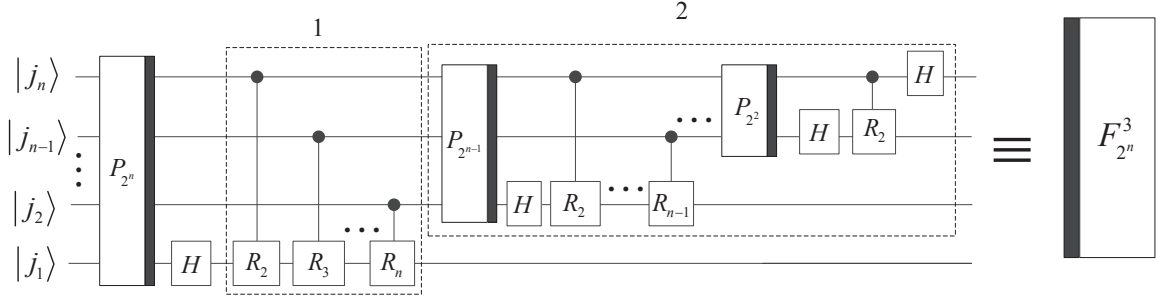 1
2
|j_n⟩
P_{2^n}
P_{2^{n-1}}
P_{2^2}
H
H
R_2
|j_{n-1}⟩
⋮
|j_2⟩
H
R_2
⋯
R_{n-1}
⋯
|j_1⟩
H
R_2
R_3
⋯
R_n
≡
F^3_{2^n}